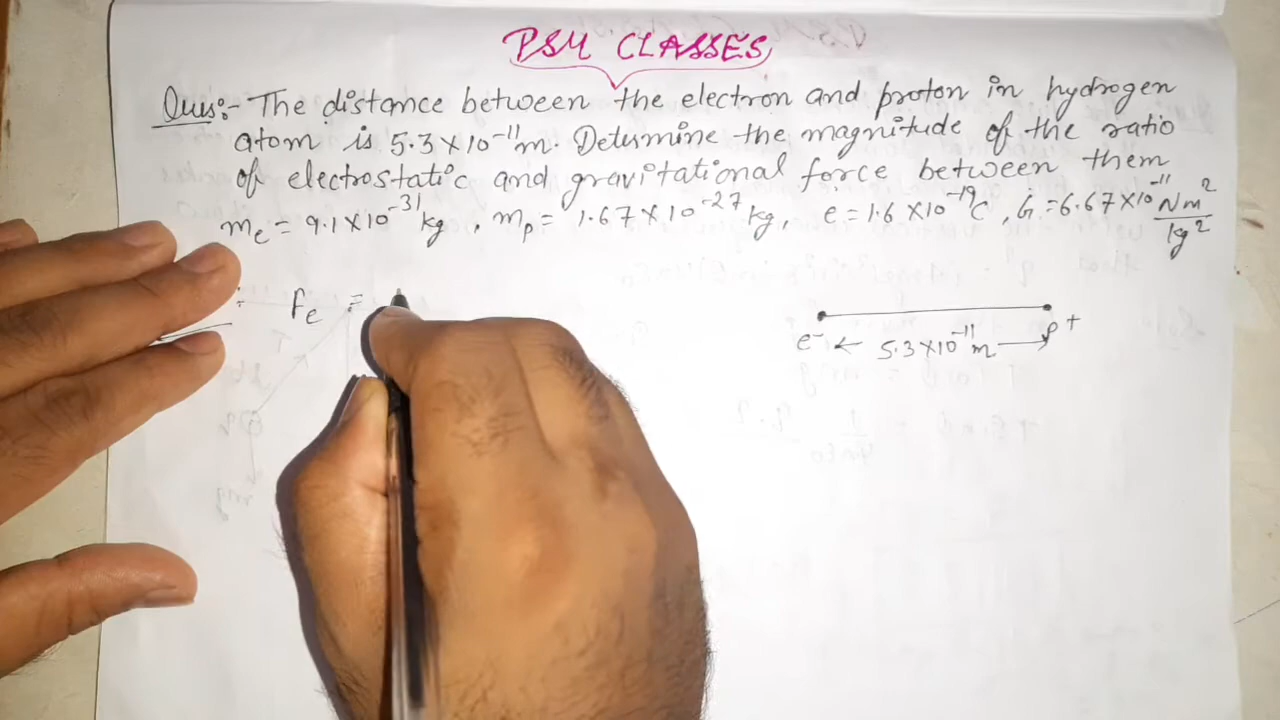 PSM CLASSES
Ques:- The distance between the electron and proton in hydrogen
atom is 5.3×10⁻¹¹m. Determine the magnitude of the ratio
of electrostatic and gravitational force between them
mₑ = 9.1×10⁻³¹ kg, mₚ = 1.67×10⁻²⁷ kg, e = 1.6×10⁻¹⁹C, G = 6.67×10⁻¹¹ Nm²/kg²
Fₑ =
e⁻ ← 5.3×10⁻¹¹m → p⁺